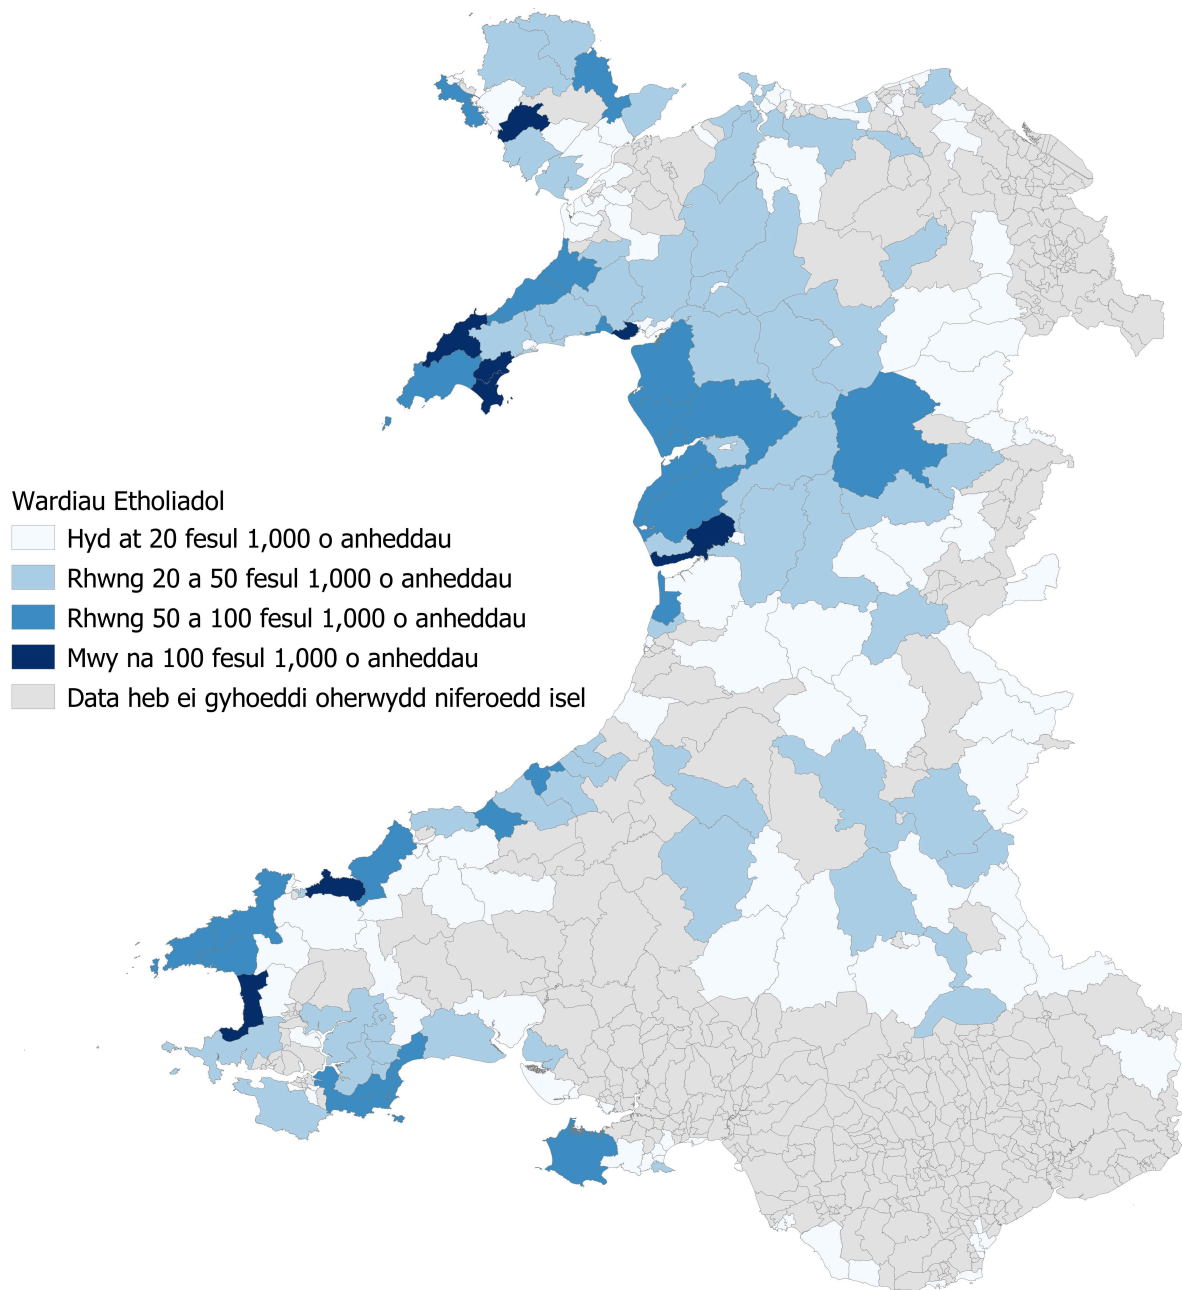 Wardiau Etholiadol
Hyd at 20 fesul 1,000 o anheddau
Rhwng 20 a 50 fesul 1,000 o anheddau
Rhwng 50 a 100 fesul 1,000 o anheddau
Mwy na 100 fesul 1,000 o anheddau
Data heb ei gyhoeddi oherwydd niferoedd isel